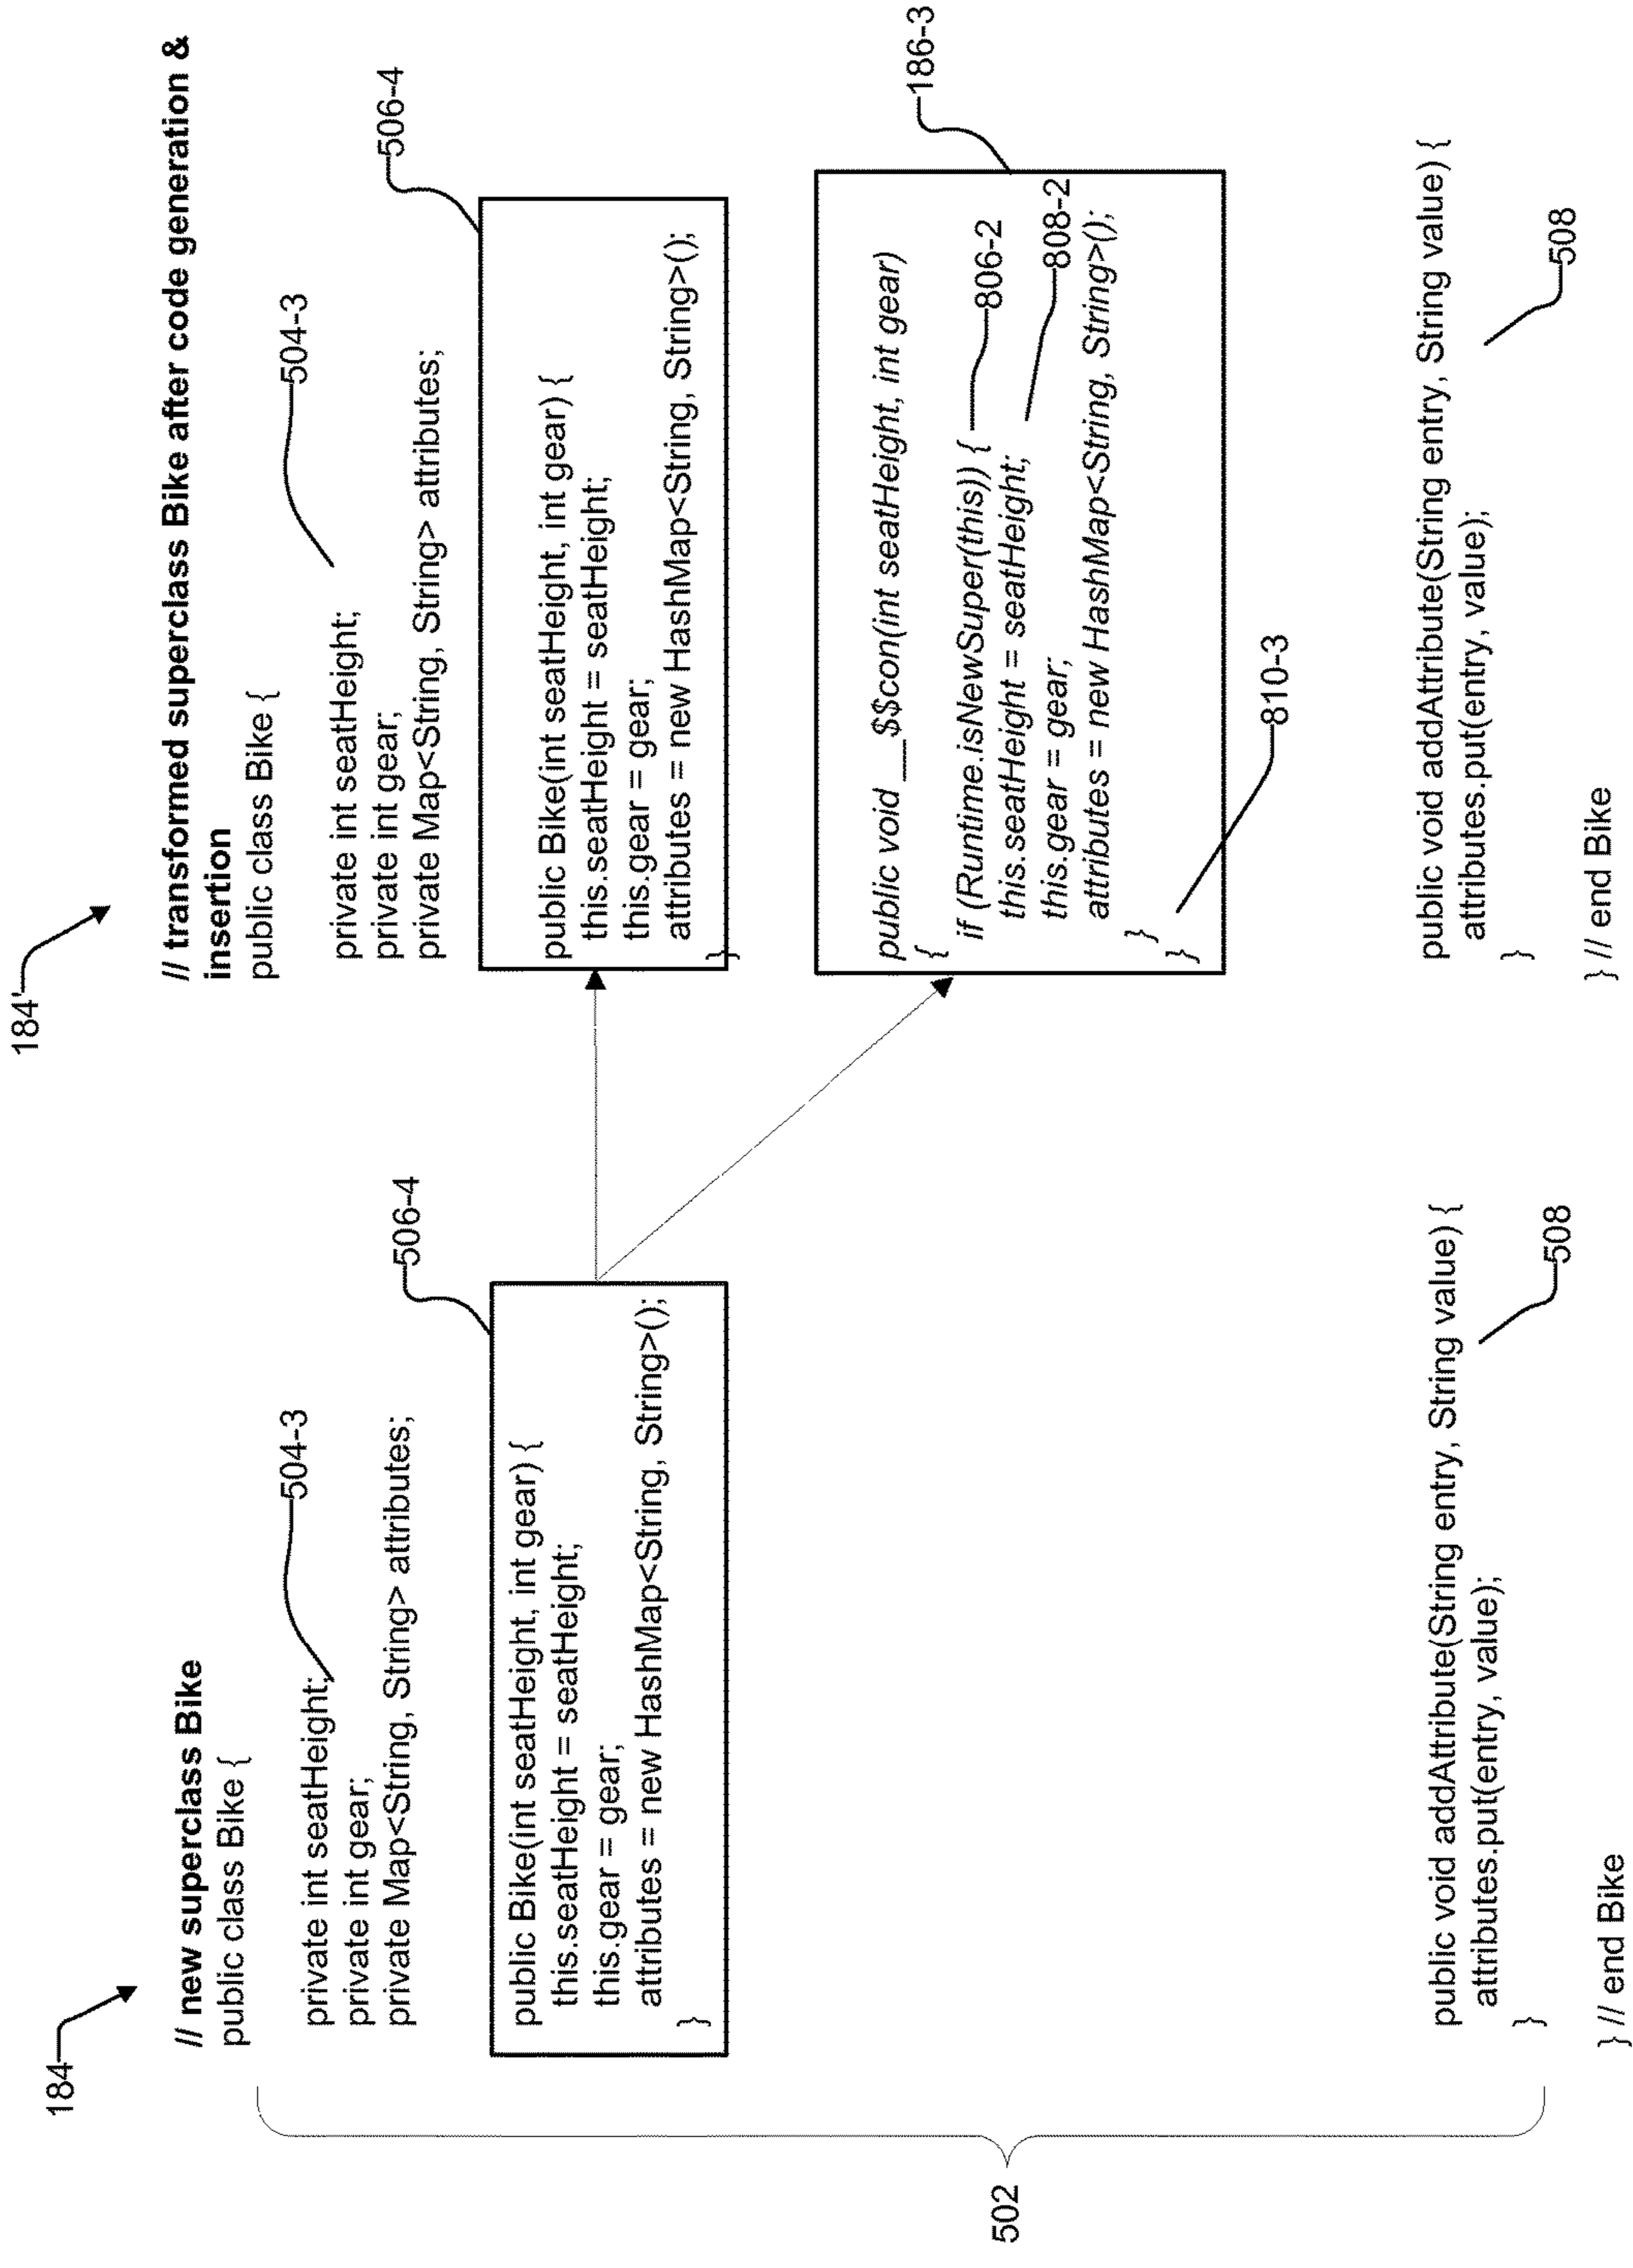 184
// new superclass Bike
public class Bike {
504-3
private int seatHeight;
private int gear;
private Map<String, String> attributes;
506-4
public Bike(int seatHeight, int gear) {
this.seatHeight = seatHeight;
this.gear = gear;
attributes = new HashMap<String, String>();
}
public void addAttribute(String entry, String value) {
attributes.put(entry, value);
}
508
} // end Bike
502
184'
// transformed superclass Bike after code generation &
insertion
public class Bike {
504-3
private int seatHeight;
private int gear;
private Map<String, String> attributes;
506-4
public Bike(int seatHeight, int gear) {
this.seatHeight = seatHeight;
this.gear = gear;
attributes = new HashMap<String, String>();
}
186-3
public void __$$con(int seatHeight, int gear)
{
if (Runtime.isNewSuper(this)) {
806-2
this.seatHeight = seatHeight;
808-2
this.gear = gear;
attributes = new HashMap<String, String>();
}
}
810-3
public void addAttribute(String entry, String value) {
attributes.put(entry, value);
}
508
} // end Bike